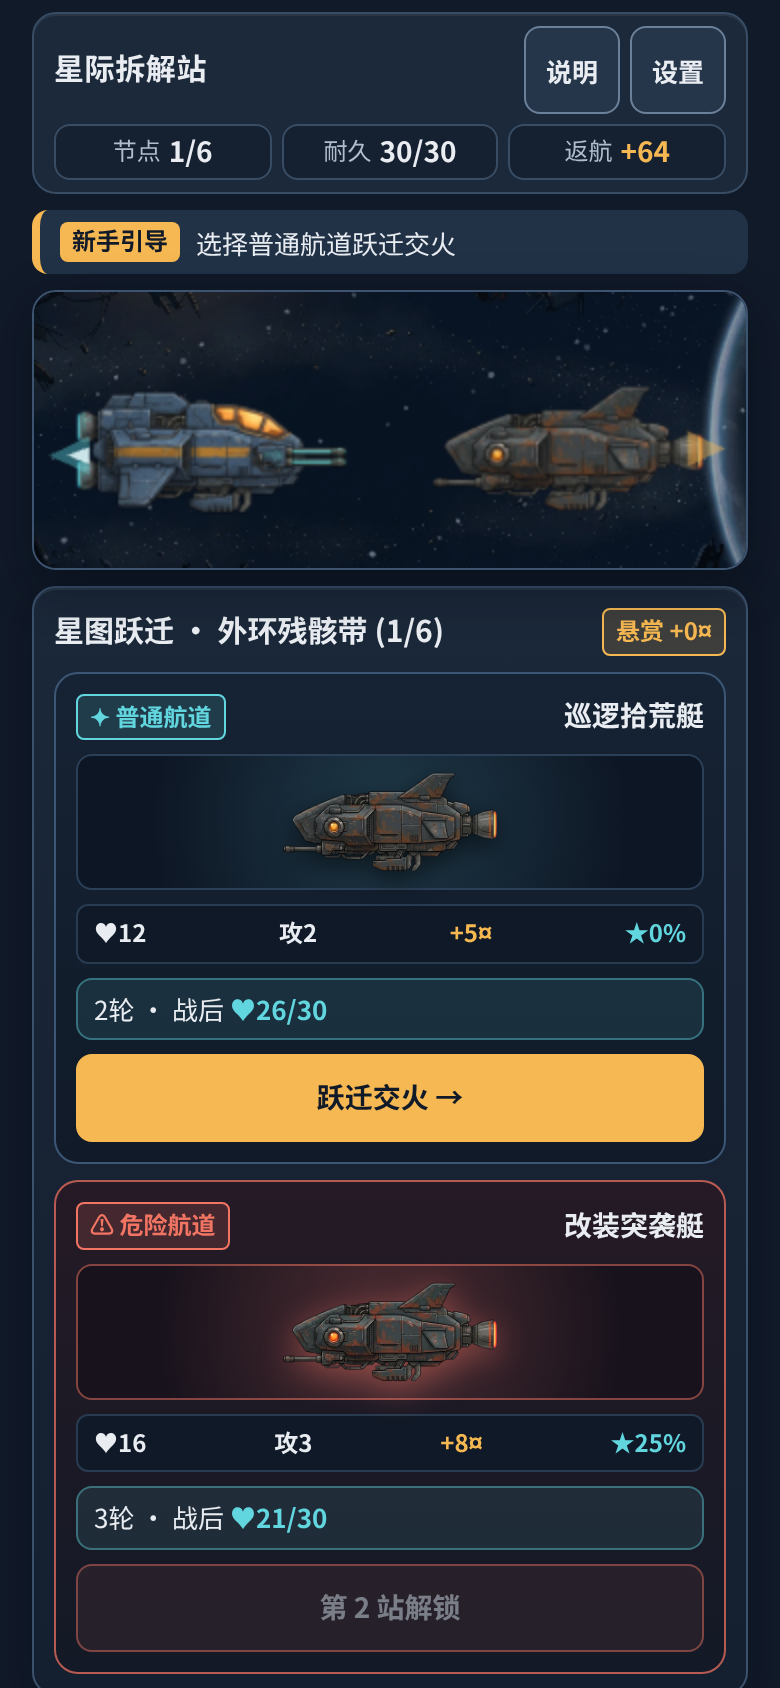 星际拆解站
说明
设置
节点 1/6
耐久 30/30
返航 +64
新手引导 选择普通航道跃迁交火
星图跃迁 · 外环残骸带 (1/6)
悬赏 +0¤
✦ 普通航道
巡逻拾荒艇
♥12 攻2 +5¤ ★0%
2轮 · 战后 ♥26/30
跃迁交火 →
⚠ 危险航道
改装突袭艇
♥16 攻3 +8¤ ★25%
3轮 · 战后 ♥21/30
第 2 站解锁